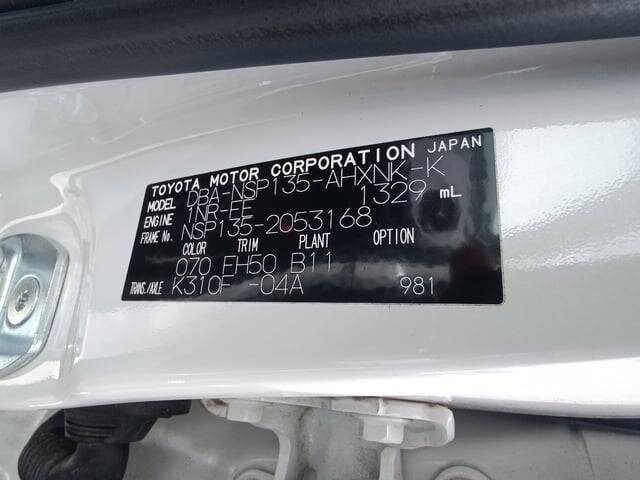 TOYOTA MOTOR CORPORATION JAPAN
MODEL DBA-NSP135-AHXNK-K
ENGINE 1NR-FE 1329 mL
FRAME No. NSP135-2053168
COLOR TRIM PLANT OPTION
070 FH50 B11
TRANS./AXLE K310F -04A 981